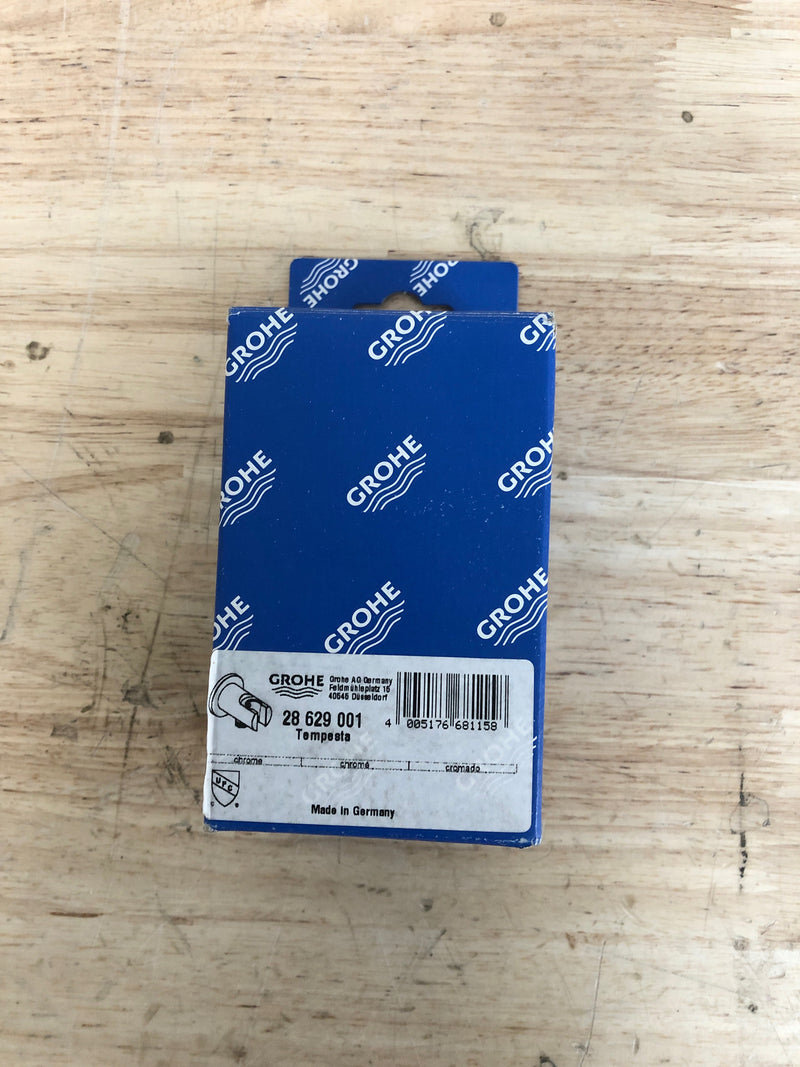 GROHE GROHE
GROHE GROHE GROHE
GROHE GROHE GROHE
GROHE GROHE GROHE
GROHE
Grohe AG Germany
Feldmühleplatz 15
40545 Düsseldorf
28 629 001
Tempesta
4 005176 681158
chrome chromé cromado
UPC
c ®
Made in Germany